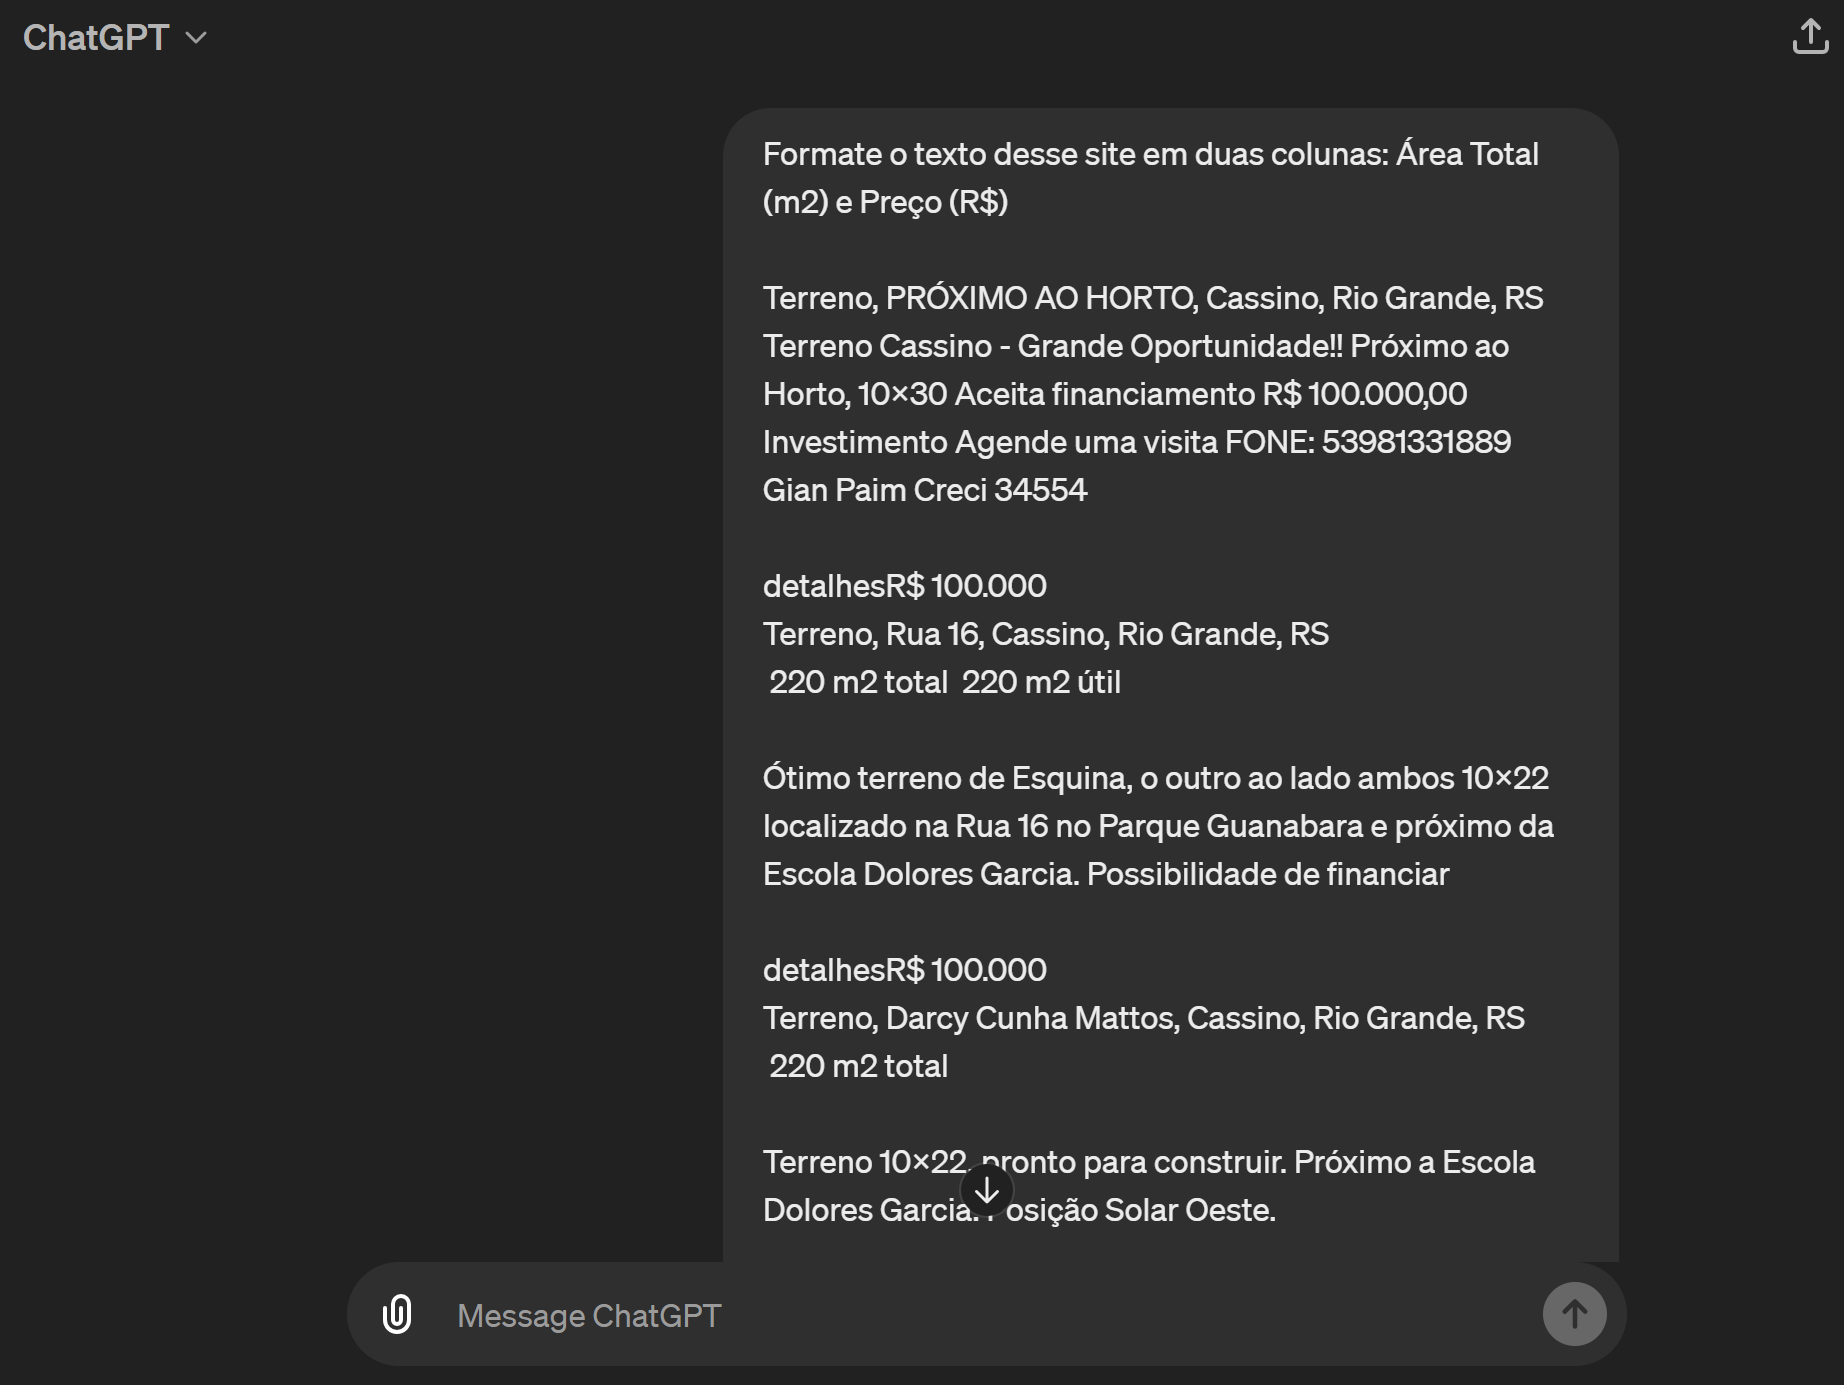 ChatGPT
Formate o texto desse site em duas colunas: Área Total
(m2) e Preço (R$)
Terreno, PRÓXIMO AO HORTO, Cassino, Rio Grande, RS
Terreno Cassino - Grande Oportunidade!! Próximo ao
Horto, 10×30 Aceita financiamento R$ 100.000,00
Investimento Agende uma visita FONE: 53981331889
Gian Paim Creci 34554
detalhesR$ 100.000
Terreno, Rua 16, Cassino, Rio Grande, RS
220 m2 total  220 m2 útil
Ótimo terreno de Esquina, o outro ao lado ambos 10×22
localizado na Rua 16 no Parque Guanabara e próximo da
Escola Dolores Garcia. Possibilidade de financiar
detalhesR$ 100.000
Terreno, Darcy Cunha Mattos, Cassino, Rio Grande, RS
220 m2 total
Terreno 10×22, pronto para construir. Próximo a Escola
Dolores Garcia. Posição Solar Oeste.
Message ChatGPT